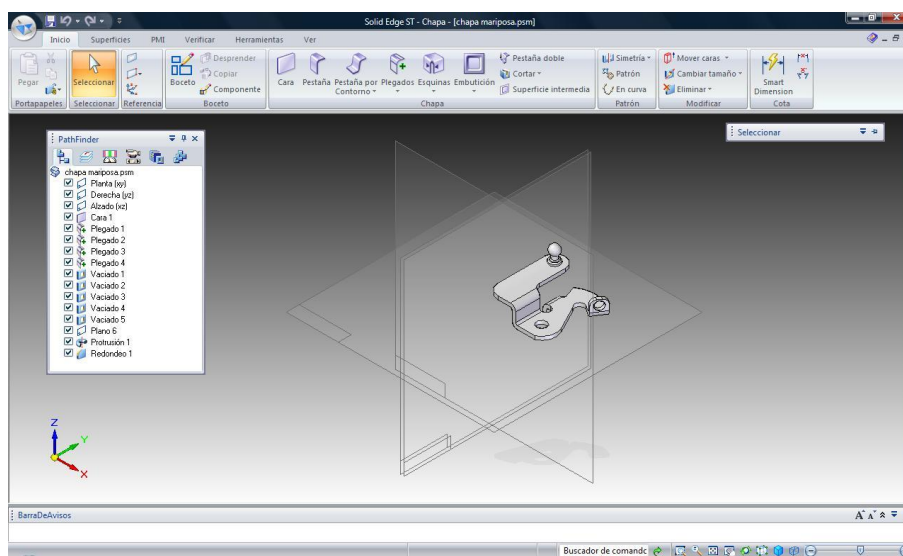 Solid Edge ST - Chapa - [chapa mariposa.psm]
Inicio Superficies PMI Verificar Herramientas Ver
Pegar
Portapapeles
Seleccionar
Seleccionar
Referencia
Boceto
Desprender
Copiar
Componente
Boceto
Cara
Pestaña
Pestaña por Contorno
Plegados
Esquinas
Embutición
Pestaña doble
Cortar
Superficie intermedia
Chapa
Simetría
Patrón
En curva
Patrón
Mover caras
Cambiar tamaño
Eliminar
Modificar
Smart Dimension
Cota
PathFinder
chapa mariposa.psm
Planta (xy)
Derecha (yz)
Alzado (xz)
Cara 1
Plegado 1
Plegado 2
Plegado 3
Plegado 4
Vaciado 1
Vaciado 2
Vaciado 3
Vaciado 4
Vaciado 5
Plano 6
Protrusión 1
Redondeo 1
Seleccionar
Z
Y
X
BarraDeAvisos
A A
Buscador de comandc